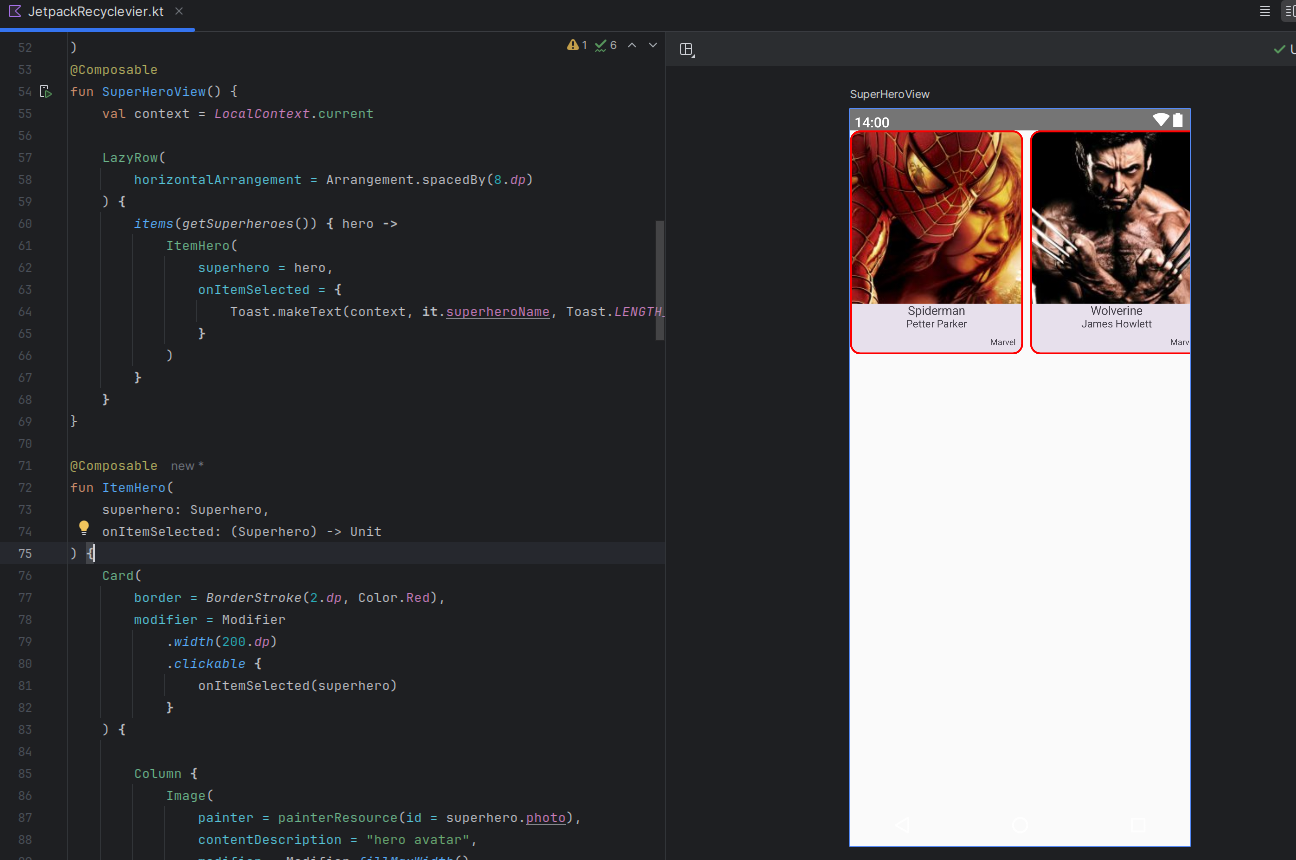 JetpackRecyclevier.kt
1 6
52 )
53 @Composable
54 fun SuperHeroView() {
55 val context = LocalContext.current
56
57 LazyRow(
58 horizontalArrangement = Arrangement.spacedBy(8.dp)
59 ) {
60 items(getSuperheroes()) { hero ->
61 ItemHero(
62 superhero = hero,
63 onItemSelected = {
64 Toast.makeText(context, it.superheroName, Toast.LENGTH_
65 }
66 )
67 }
68 }
69 }
70
71 @Composable new *
72 fun ItemHero(
73 superhero: Superhero,
74 onItemSelected: (Superhero) -> Unit
75 ) {
76 Card(
77 border = BorderStroke(2.dp, Color.Red),
78 modifier = Modifier
79 .width(200.dp)
80 .clickable {
81 onItemSelected(superhero)
82 }
83 ) {
84
85 Column {
86 Image(
87 painter = painterResource(id = superhero.photo),
88 contentDescription = "hero avatar",
SuperHeroView
14:00
Spiderman
Petter Parker
Marvel
Wolverine
James Howlett
Marv